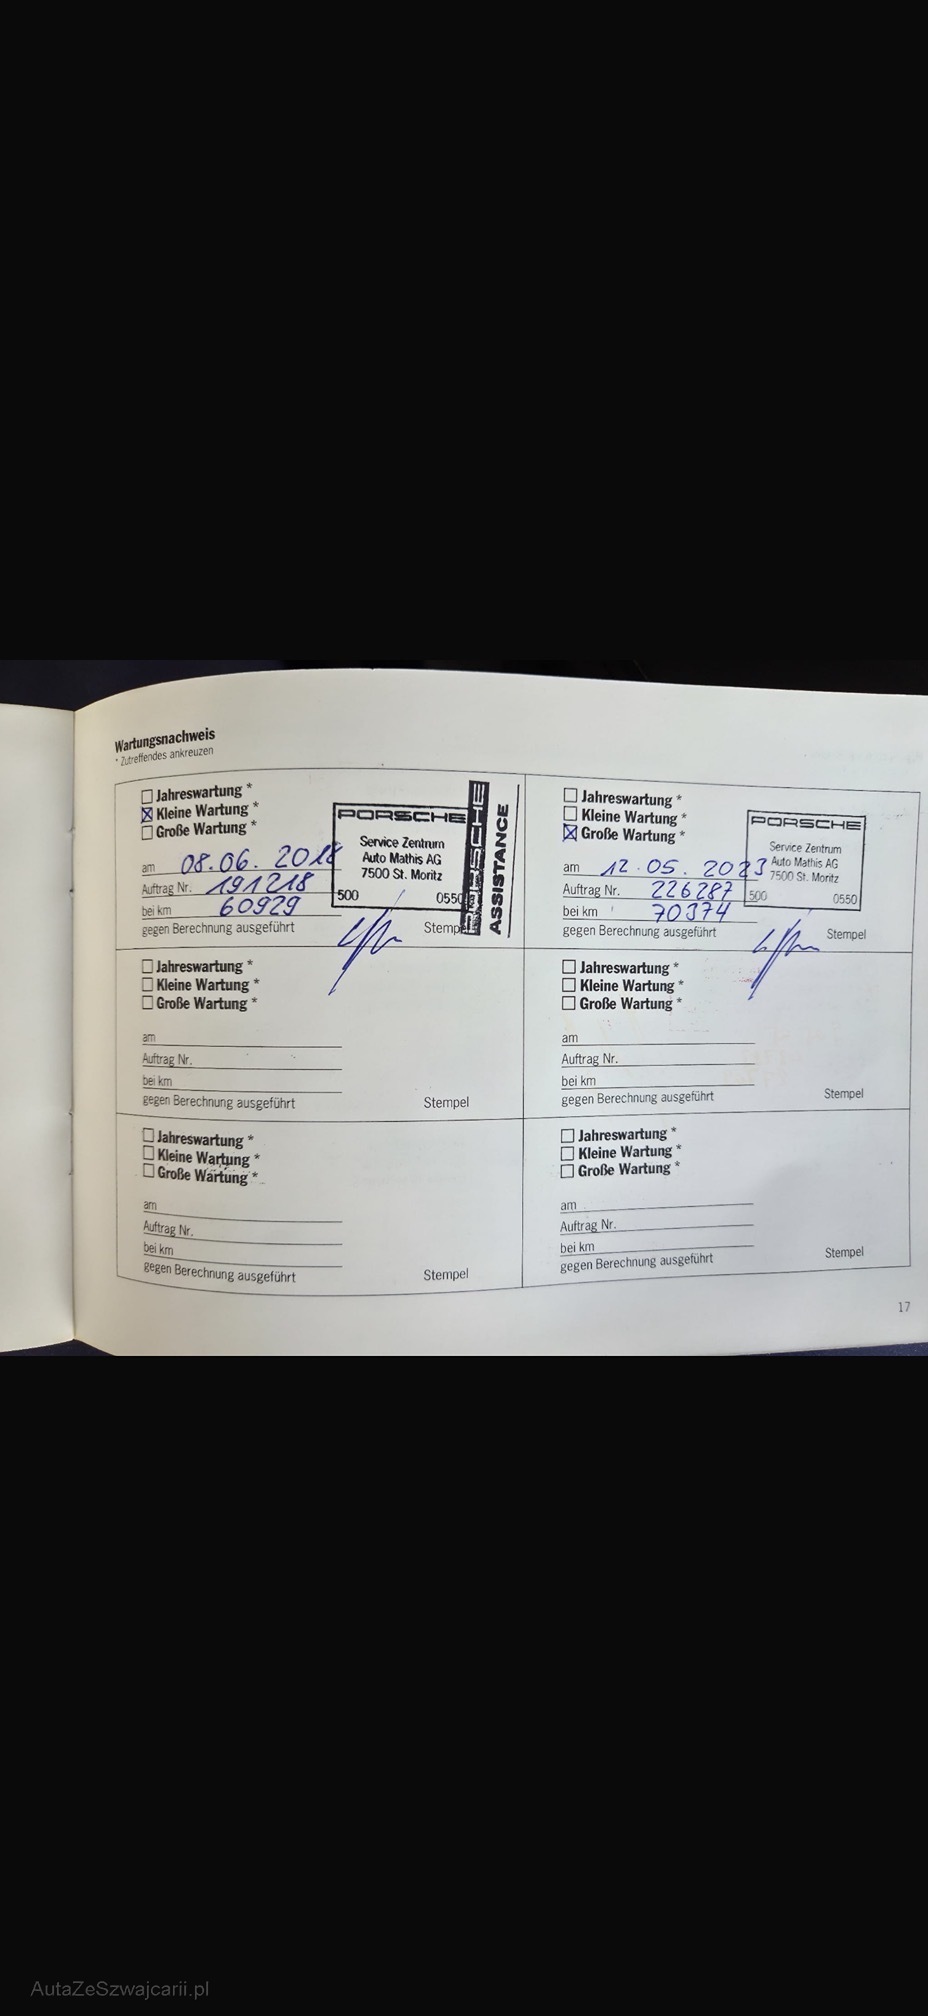 Wartungsnachweis
* Zutreffendes ankreuzen
Jahreswartung *
Kleine Wartung *
Große Wartung *
am 08.06.2018
Auftrag Nr. 191218
bei km 60929
gegen Berechnung ausgeführt
Stempel
PORSCHE
Service Zentrum
Auto Mathis AG
7500 St. Moritz
500 0550
PORSCHE
ASSISTANCE
Jahreswartung *
Kleine Wartung *
Große Wartung *
am 12.05.2023
Auftrag Nr. 226287
bei km 70374
gegen Berechnung ausgeführt
Stempel
PORSCHE
Service Zentrum
Auto Mathis AG
7500 St. Moritz
500 0550
Jahreswartung *
Kleine Wartung *
Große Wartung *
am
Auftrag Nr.
bei km
gegen Berechnung ausgeführt
Stempel
Jahreswartung *
Kleine Wartung *
Große Wartung *
am
Auftrag Nr.
bei km
gegen Berechnung ausgeführt
Stempel
Jahreswartung *
Kleine Wartung *
Große Wartung *
am
Auftrag Nr.
bei km
gegen Berechnung ausgeführt
Stempel
Jahreswartung *
Kleine Wartung *
Große Wartung *
am
Auftrag Nr.
bei km
gegen Berechnung ausgeführt
Stempel
17
AutaZeSzwajcarii.pl